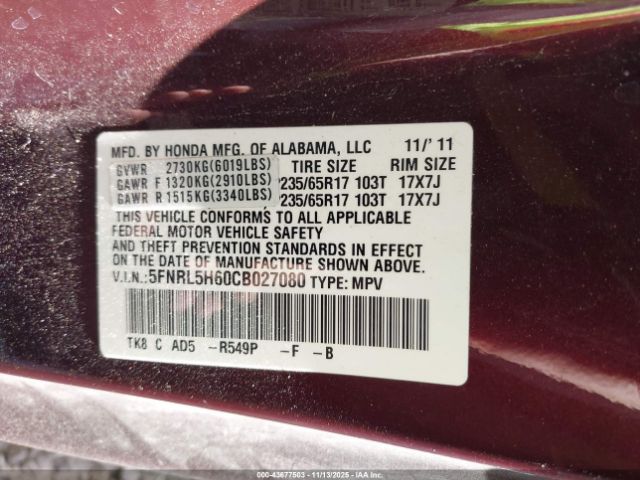 MFD. BY HONDA MFG. OF ALABAMA, LLC 11/'11
GVWR 2730KG(6019LBS) TIRE SIZE RIM SIZE
GAWR F 1320KG(2910LBS) 235/65R17 103T 17X7J
GAWR R 1515KG(3340LBS) 235/65R17 103T 17X7J
THIS VEHICLE CONFORMS TO ALL APPLICABLE
FEDERAL MOTOR VEHICLE SAFETY
AND THEFT PREVENTION STANDARDS IN EFFECT
ON THE DATE OF MANUFACTURE SHOWN ABOVE.
V.I.N.:5FNRL5H60CB027080 TYPE: MPV
TK8 C AD5 -R549P -F -B
000-43677503 - 11/13/2025 - IAAI.COM